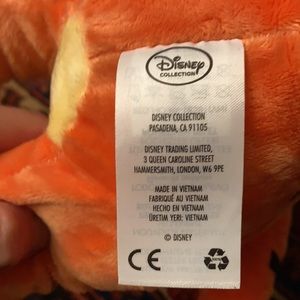 Disney
COLLECTION
DISNEY COLLECTION
PASADENA, CA 91105
DISNEY TRADING LIMITED,
3 QUEEN CAROLINE STREET
HAMMERSMITH, LONDON, W6 9PE
MADE IN VIETNAM
FABRIQUÉ AU VIETNAM
HECHO EN VIETNAM
ÜRETIM YERI: VIETNAM
© DISNEY
CE